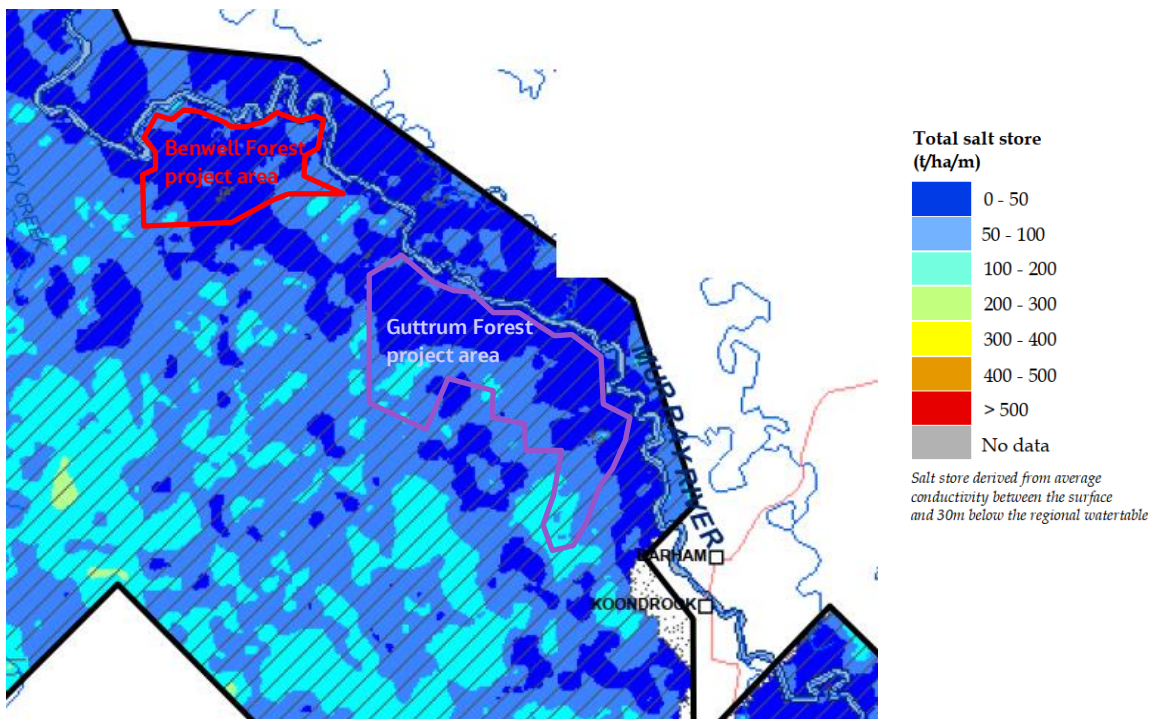 Benwell Forest
project area
Guttrum Forest
project area
MURRAY RIVER
BARHAM
KOONDROOK
Total salt store
(t/ha/m)
0 - 50
50 - 100
100 - 200
200 - 300
300 - 400
400 - 500
> 500
No data
Salt store derived from average
conductivity between the surface
and 30m below the regional watertable